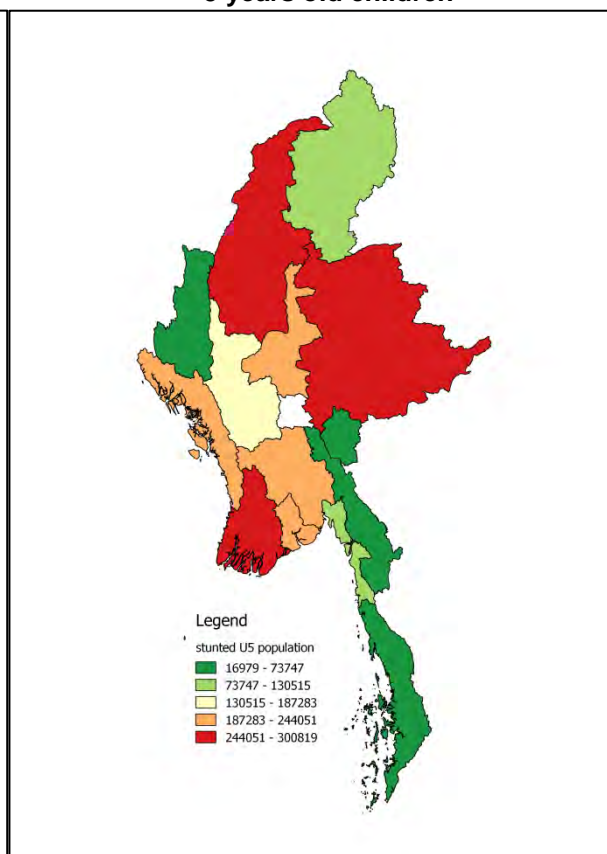 5 years old children
Legend
stunted U5 population
16979 - 73747
73747 - 130515
130515 - 187283
187283 - 244051
244051 - 300819